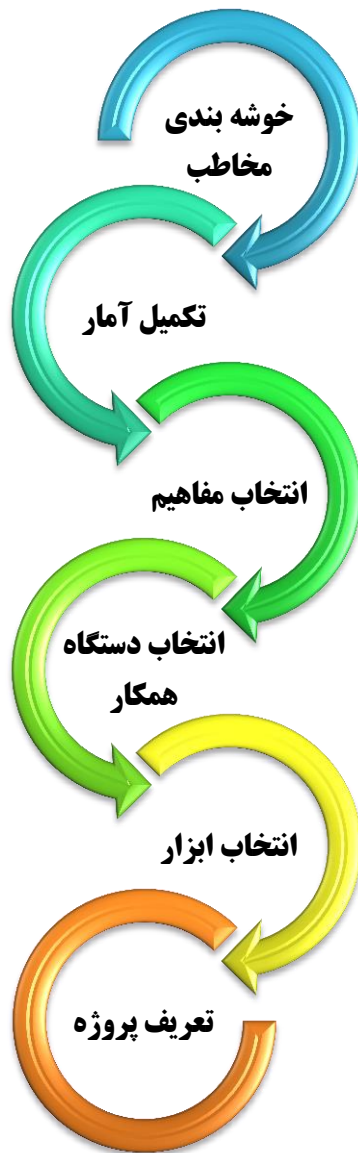 خوشه بندی
مخاطب
تکمیل آمار
انتخاب مفاهیم
انتخاب دستگاه
همکار
انتخاب ابزار
تعریف پروژه